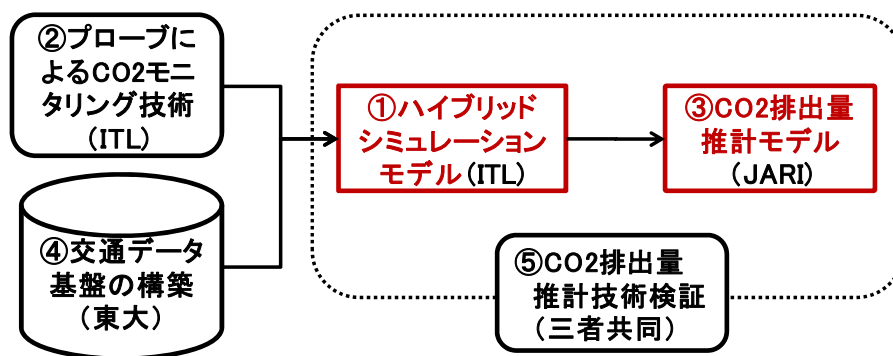 ②プローブに
よるCO2モニ
タリング技術
(ITL)
①ハイブリッド
シミュレーション
モデル(ITL)
③CO2排出量
推計モデル
(JARI)
④交通データ
基盤の構築
(東大)
⑤CO2排出量
推計技術検証
(三者共同)